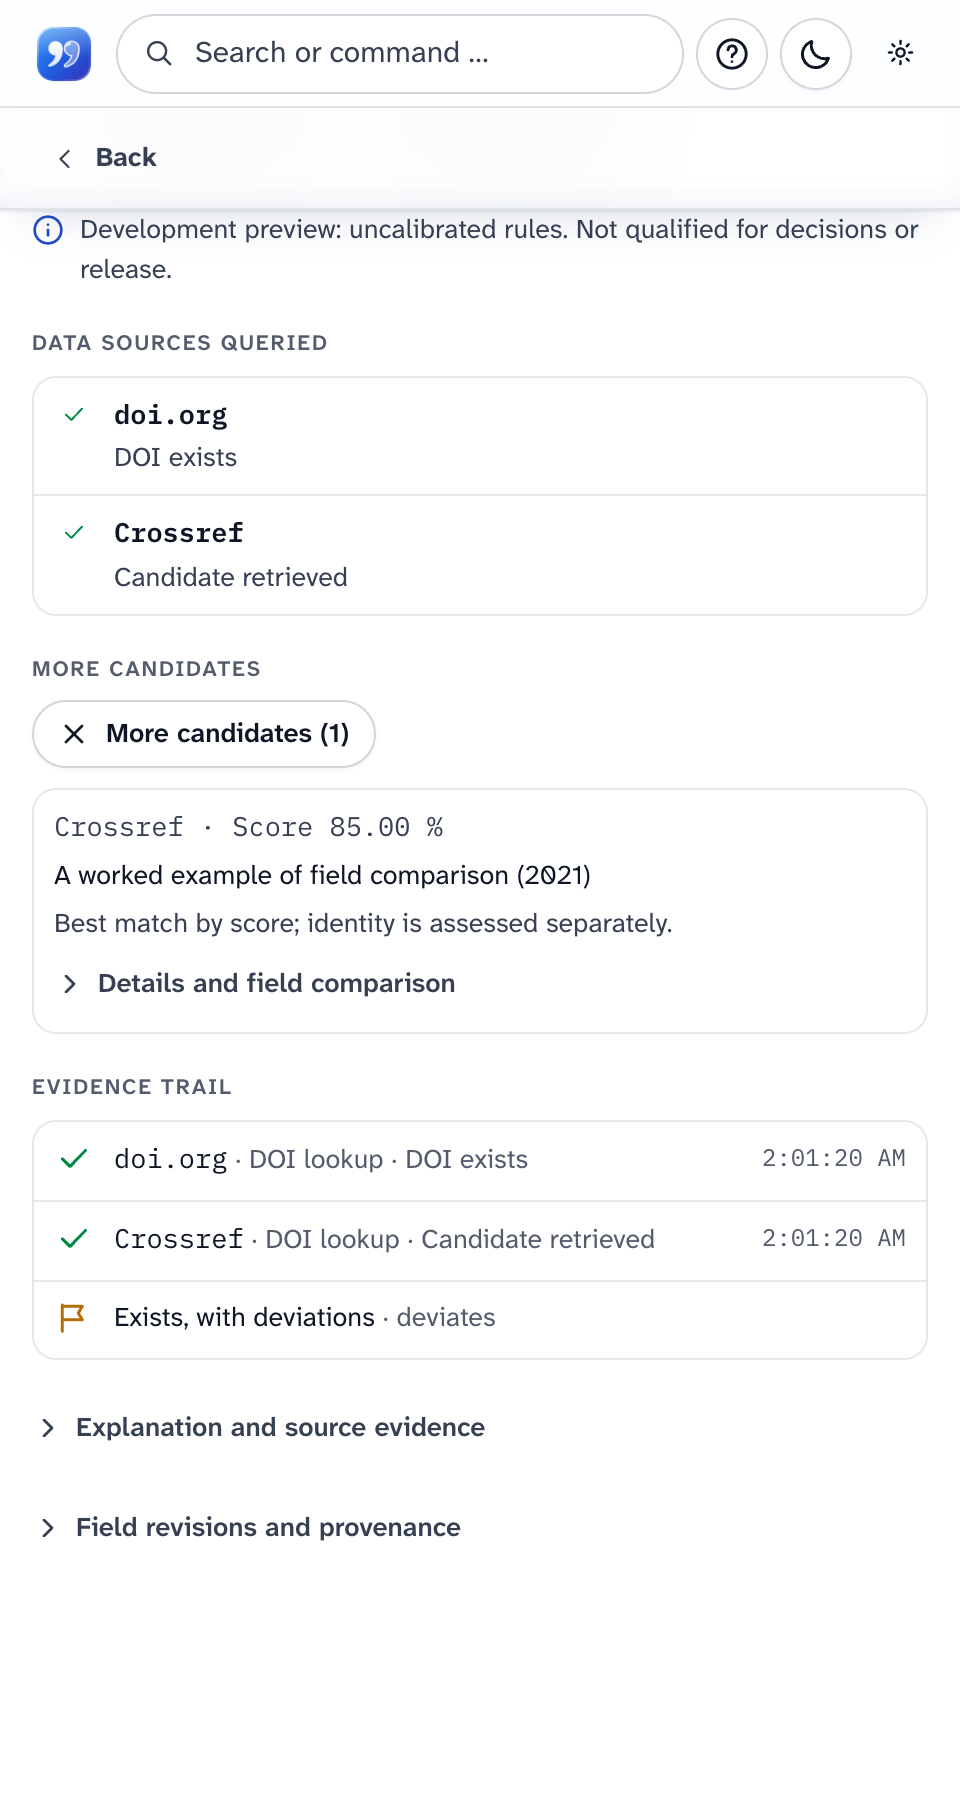 Search or command ...
Back
Development preview: uncalibrated rules. Not qualified for decisions or
release.
DATA SOURCES QUERIED
doi.org
DOI exists
Crossref
Candidate retrieved
MORE CANDIDATES
More candidates (1)
Crossref · Score 85.00 %
A worked example of field comparison (2021)
Best match by score; identity is assessed separately.
Details and field comparison
EVIDENCE TRAIL
doi.org · DOI lookup · DOI exists 2:01:20 AM
Crossref · DOI lookup · Candidate retrieved 2:01:20 AM
Exists, with deviations · deviates
Explanation and source evidence
Field revisions and provenance